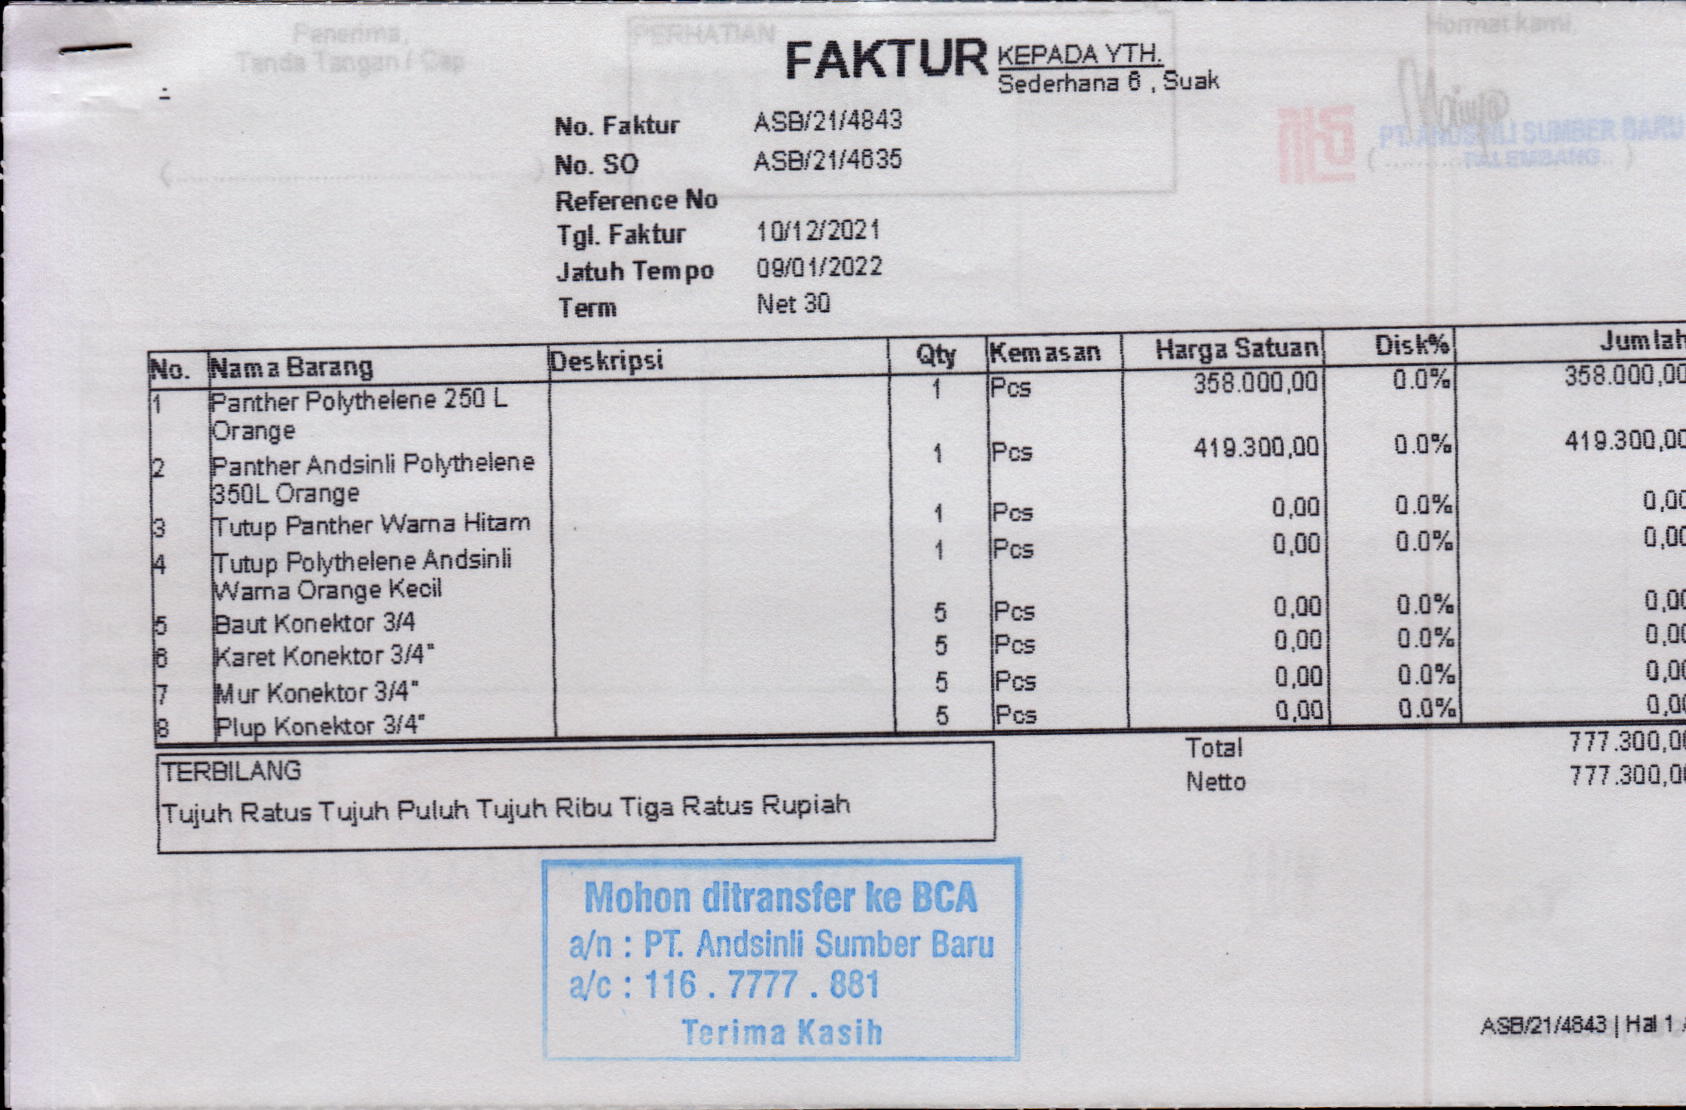 Penerima,
Tanda Tangan / Cap
PERHATIAN
Hormat kami,
FAKTUR
KEPADA YTH.
Sederhana 6 , Suak
PT. ANDSINLI SUMBER BARU
PALEMBANG
No. Faktur ASB/21/4843
No. SO ASB/21/4635
Reference No
Tgl. Faktur 10/12/2021
Jatuh Tempo 09/01/2022
Term Net 30
No. Nama Barang Deskripsi Qty Kemasan Harga Satuan Disk% Jumlah
1 Panther Polythelene 250 L 1 Pcs 358.000,00 0.0% 358.000,00
Orange
2 Panther Andsinli Polythelene 1 Pcs 419.300,00 0.0% 419.300,00
350L Orange
3 Tutup Panther Warna Hitam 1 Pcs 0,00 0.0% 0,00
4 Tutup Polythelene Andsinli 1 Pcs 0,00 0.0% 0,00
Warna Orange Kecil
5 Baut Konektor 3/4 5 Pcs 0,00 0.0% 0,00
6 Karet Konektor 3/4" 5 Pcs 0,00 0.0% 0,00
7 Mur Konektor 3/4" 5 Pcs 0,00 0.0% 0,00
8 Plup Konektor 3/4" 5 Pcs 0,00 0.0% 0,00
Total 777.300,00
Netto 777.300,00
TERBILANG
Tujuh Ratus Tujuh Puluh Tujuh Ribu Tiga Ratus Rupiah
Mohon ditransfer ke BCA
a/n : PT. Andsinli Sumber Baru
a/c : 116 . 7777 . 881
Terima Kasih
ASB/21/4843 | Hal 1